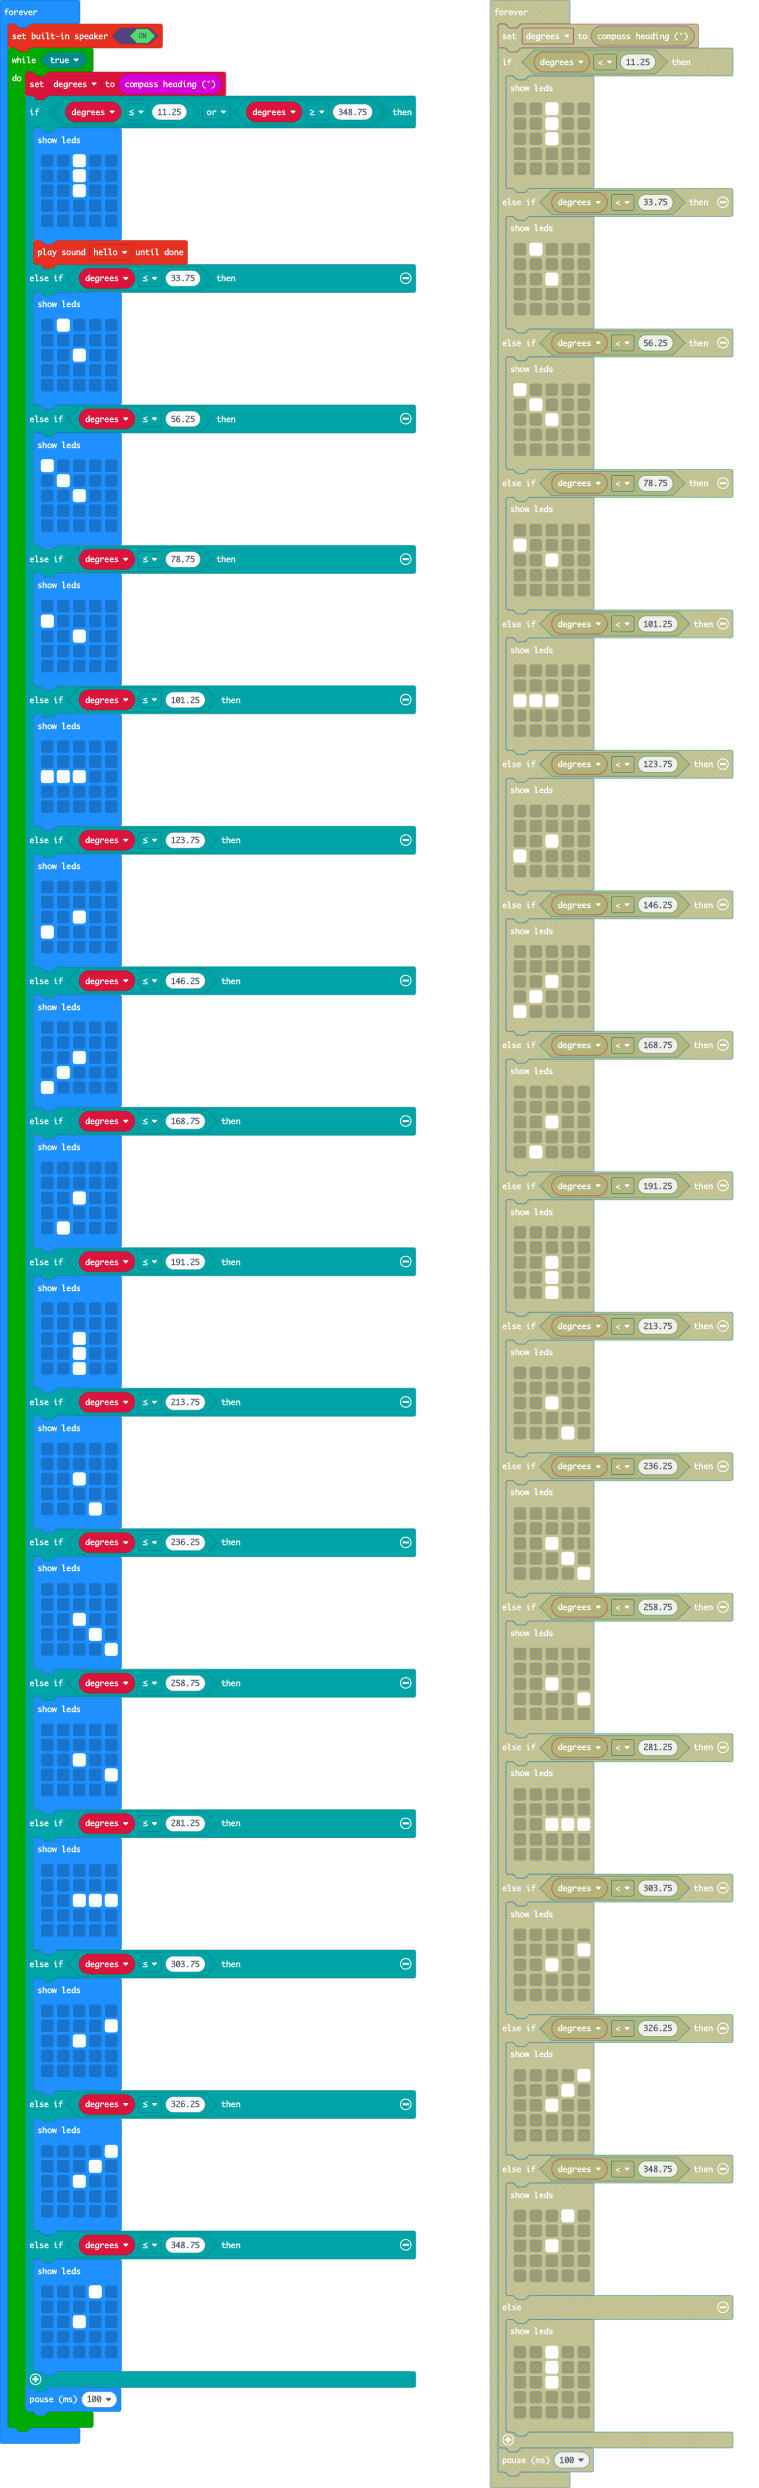 forever
set built-in speaker ON
while true
do
set degrees to compass heading (°)
if degrees ≤ 11.25 or degrees ≥ 348.75 then
show leds
play sound hello until done
else if degrees ≤ 33.75 then
show leds
else if degrees ≤ 56.25 then
show leds
else if degrees ≤ 78.75 then
show leds
else if degrees ≤ 101.25 then
show leds
else if degrees ≤ 123.75 then
show leds
else if degrees ≤ 146.25 then
show leds
else if degrees ≤ 168.75 then
show leds
else if degrees ≤ 191.25 then
show leds
else if degrees ≤ 213.75 then
show leds
else if degrees ≤ 236.25 then
show leds
else if degrees ≤ 258.75 then
show leds
else if degrees ≤ 281.25 then
show leds
else if degrees ≤ 303.75 then
show leds
else if degrees ≤ 326.25 then
show leds
else if degrees ≤ 348.75 then
show leds
pause (ms) 100
forever
set degrees to compass heading (°)
if degrees < 11.25 then
show leds
else if degrees < 33.75 then
show leds
else if degrees < 56.25 then
show leds
else if degrees < 78.75 then
show leds
else if degrees < 101.25 then
show leds
else if degrees < 123.75 then
show leds
else if degrees < 146.25 then
show leds
else if degrees < 168.75 then
show leds
else if degrees < 191.25 then
show leds
else if degrees < 213.75 then
show leds
else if degrees < 236.25 then
show leds
else if degrees < 258.75 then
show leds
else if degrees < 281.25 then
show leds
else if degrees < 303.75 then
show leds
else if degrees < 326.25 then
show leds
else if degrees < 348.75 then
show leds
else
show leds
pause (ms) 100